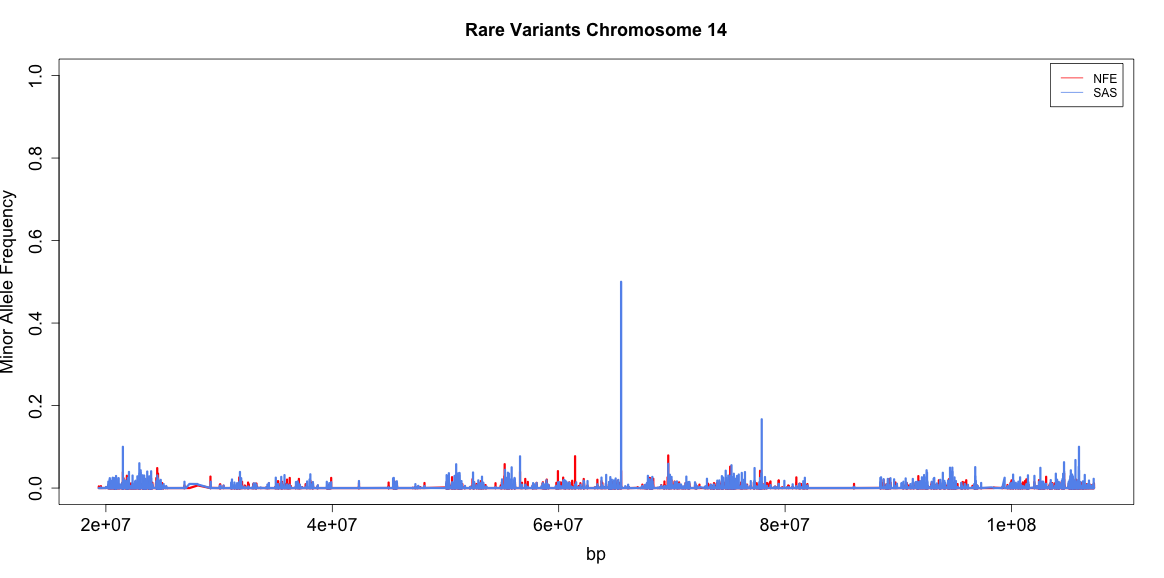 Rare Variants Chromosome 14
Minor Allele Frequency
1.0
0.8
0.6
0.4
0.2
0.0
NFE
SAS
2e+07 4e+07 6e+07 8e+07 1e+08
bp